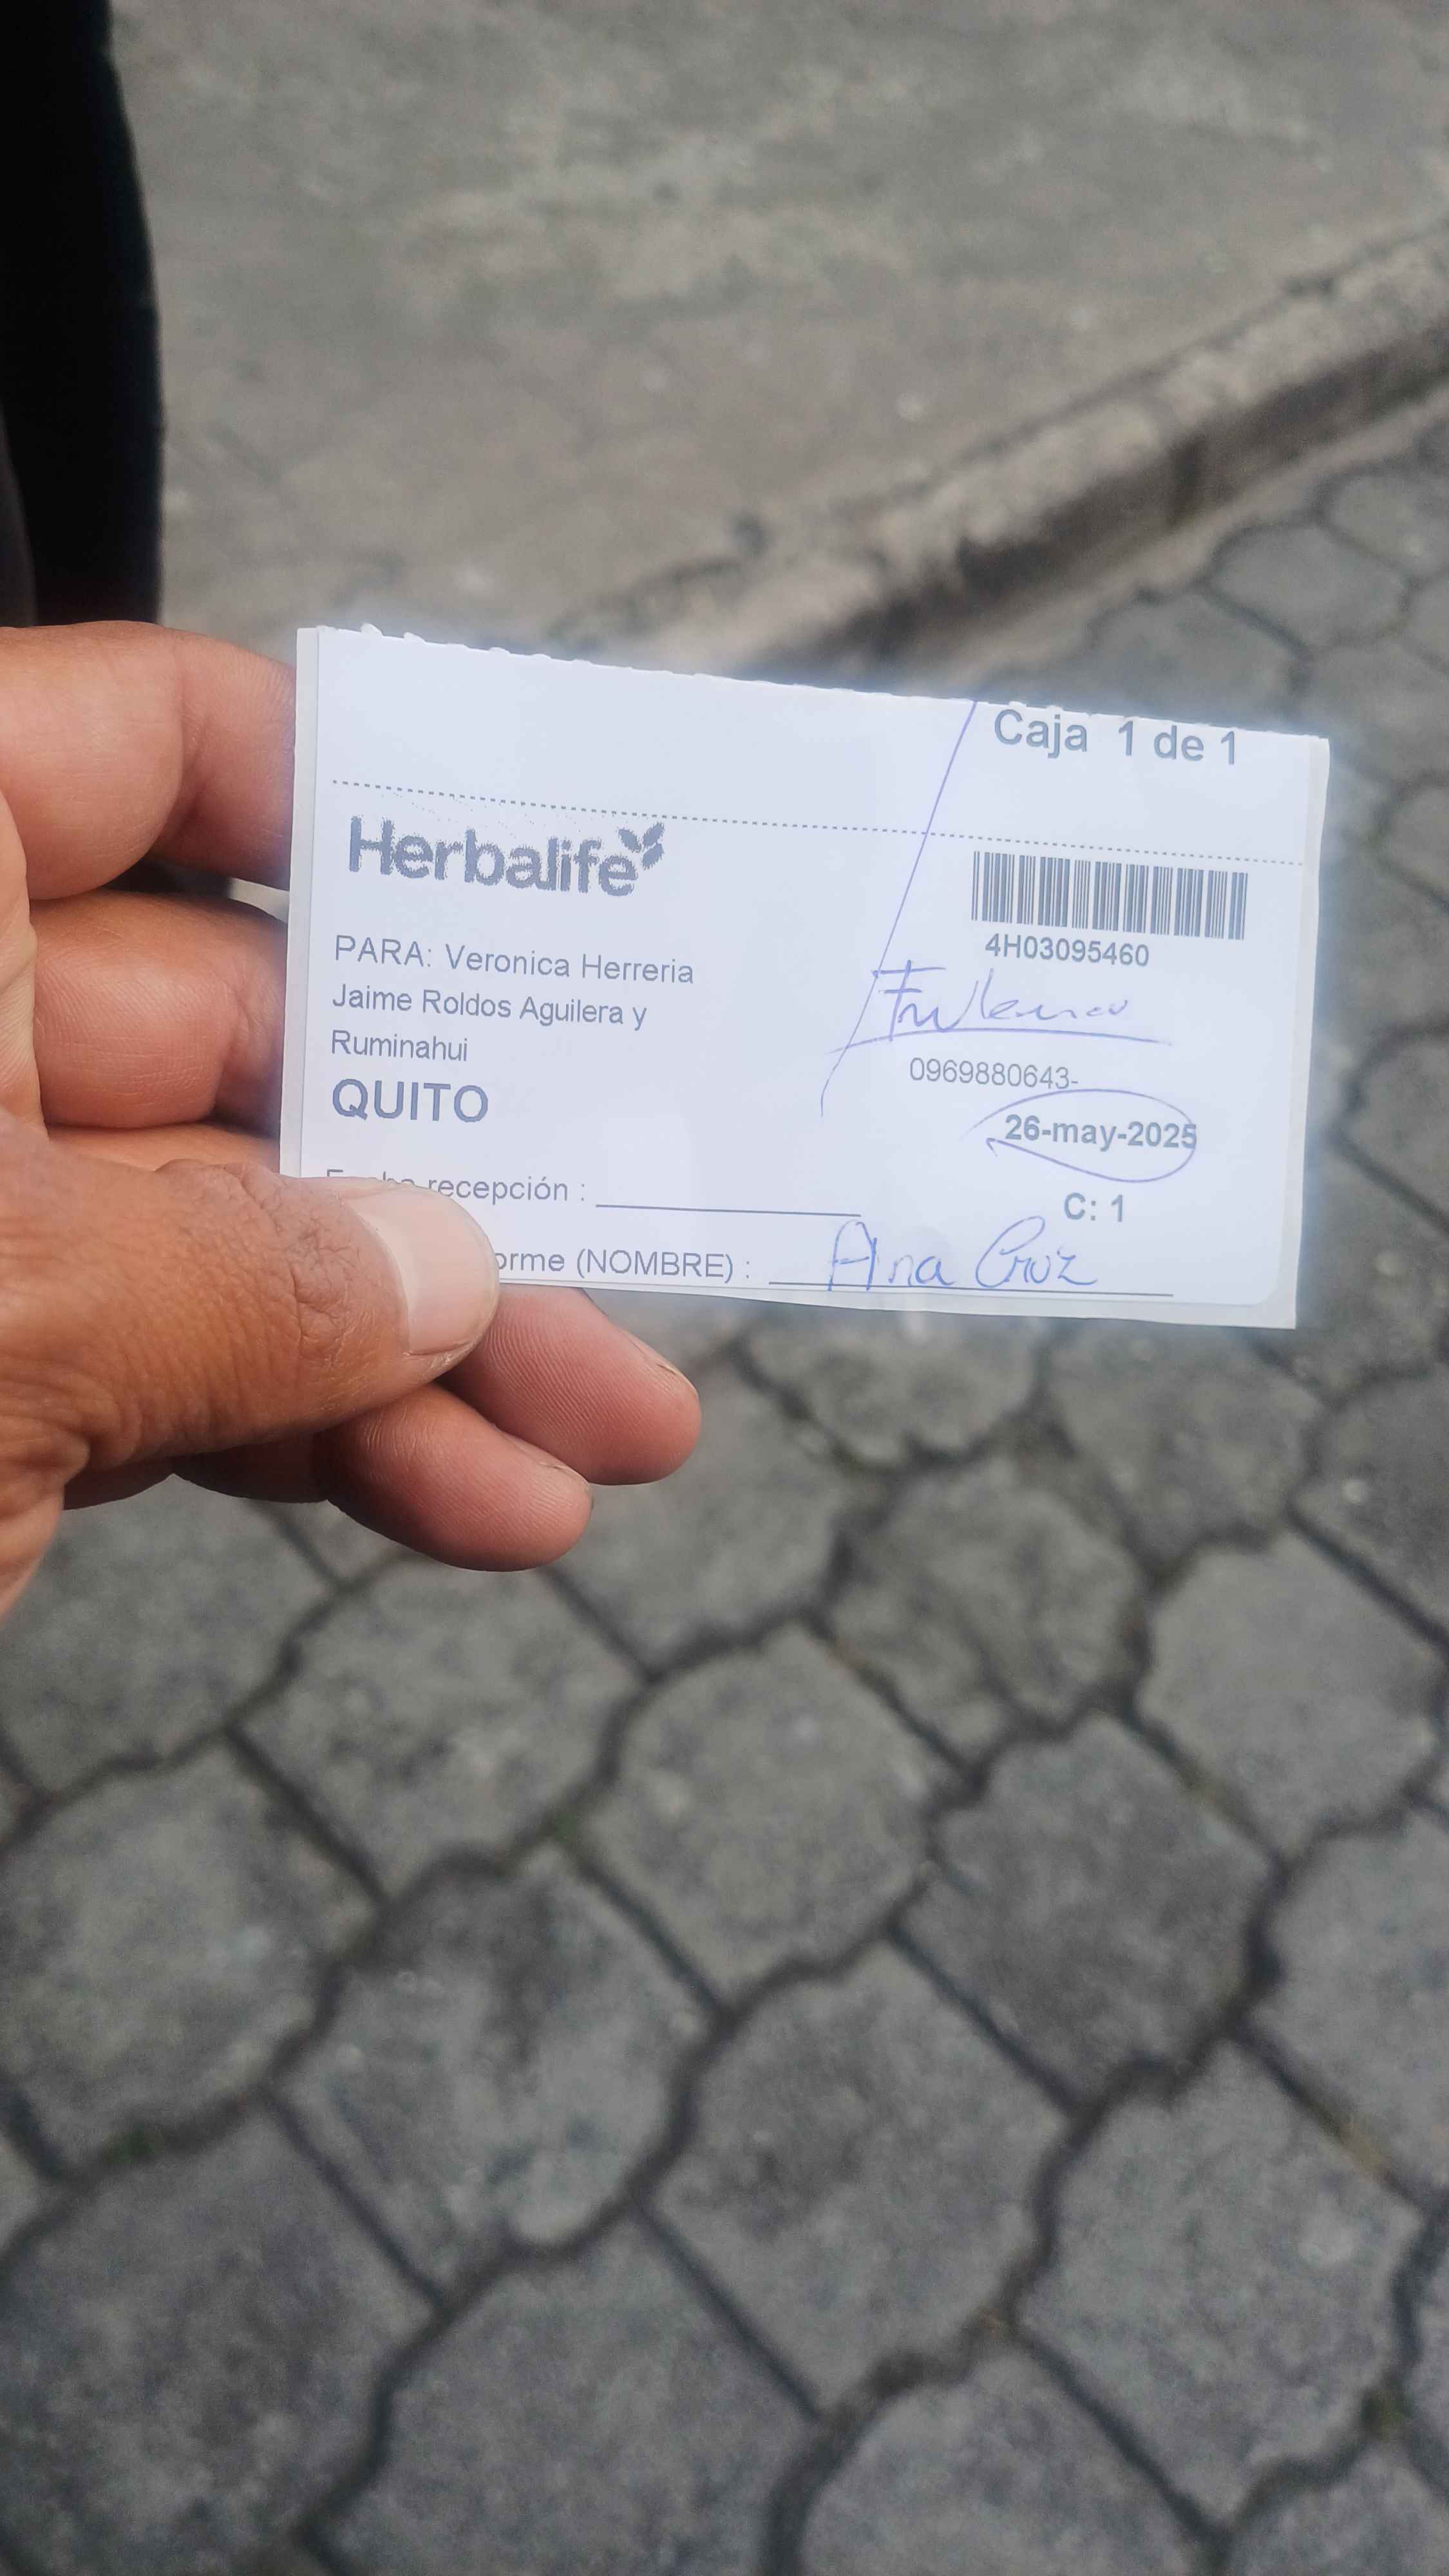 Caja 1 de 1
Herbalife
PARA: Veronica Herreria
Jaime Roldos Aguilera y
Ruminahui
QUITO
4H03095460
0969880643-
26-may-2025
C: 1
recepción :
orme (NOMBRE) : Ana Cruz